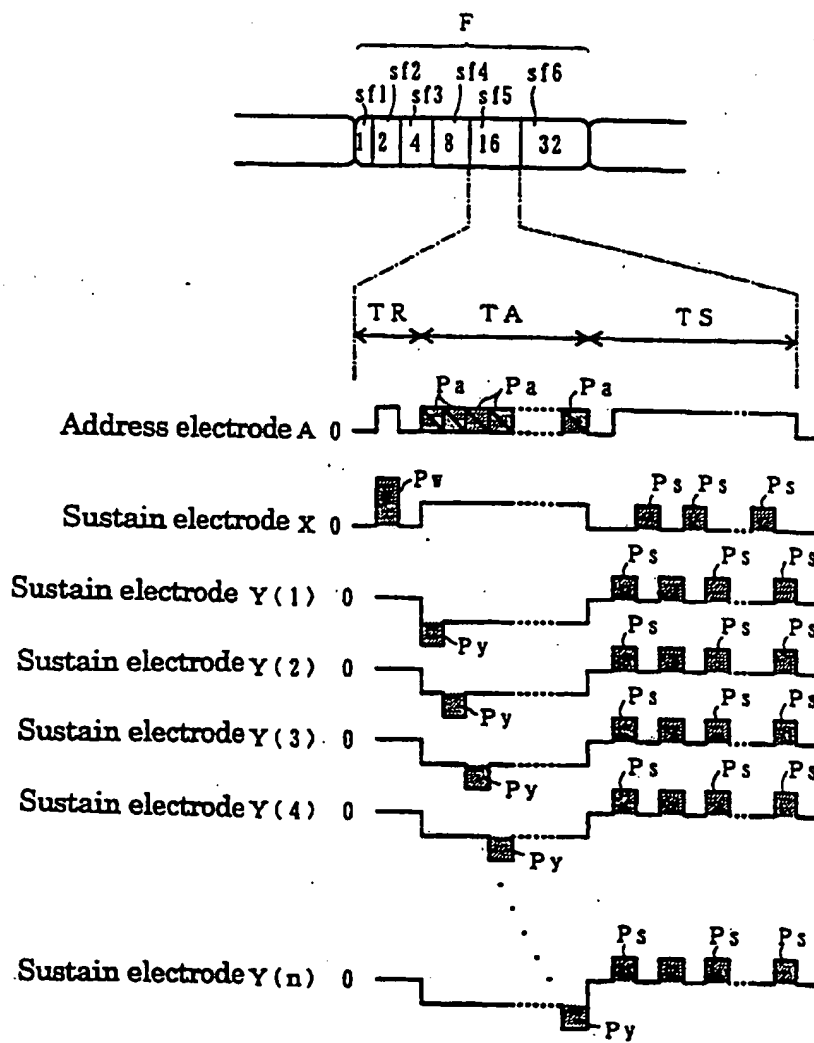 F
sf2 sf4 sf6
sf1 sf3 sf5
1 2 4 8 16 32
TR TA TS
Pa Pa Pa
Address electrode A 0
Pw
Ps Ps Ps
Sustain electrode X 0
Ps Ps Ps
Sustain electrode Y(1) 0
Py
Ps Ps Ps
Sustain electrode Y(2) 0
Py
Ps Ps Ps
Sustain electrode Y(3) 0
Py
Ps Ps Ps
Sustain electrode Y(4) 0
Py
Ps Ps Ps
Sustain electrode Y(n) 0
Py